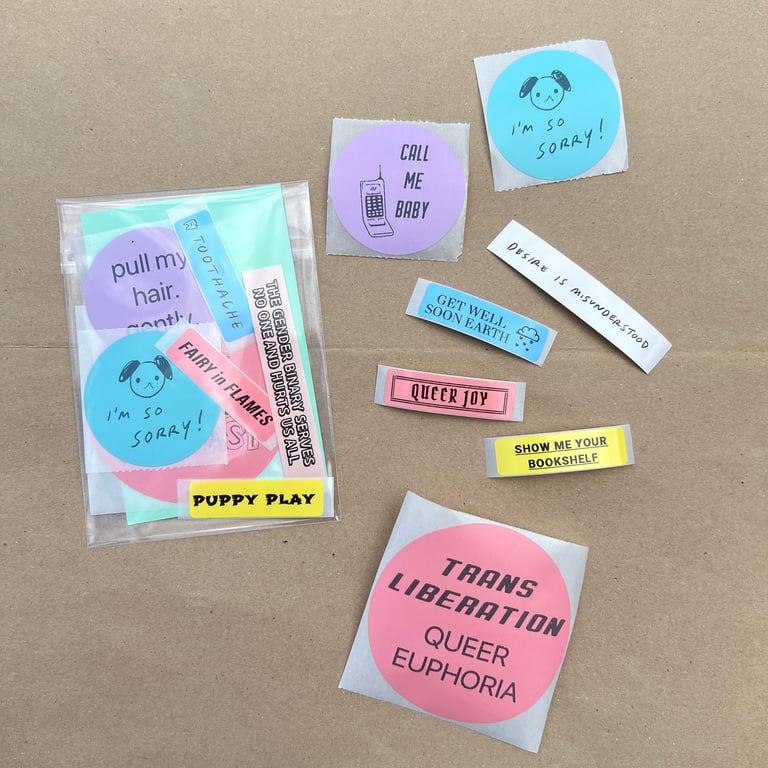 I'M SO
SORRY!
CALL
ME
BABY
DESIRE IS MISUNDERSTOOD
GET WELL
SOON EARTH
QUEER JOY
SHOW ME YOUR
BOOKSHELF
TRANS
LIBERATION
QUEER
EUPHORIA
pull my
hair.
gently
TOOTHACHE
THE GENDER BINARY SERVES
NO ONE AND HURTS US ALL
FAIRY in FLAMES
I'M SO
SORRY!
PUPPY PLAY